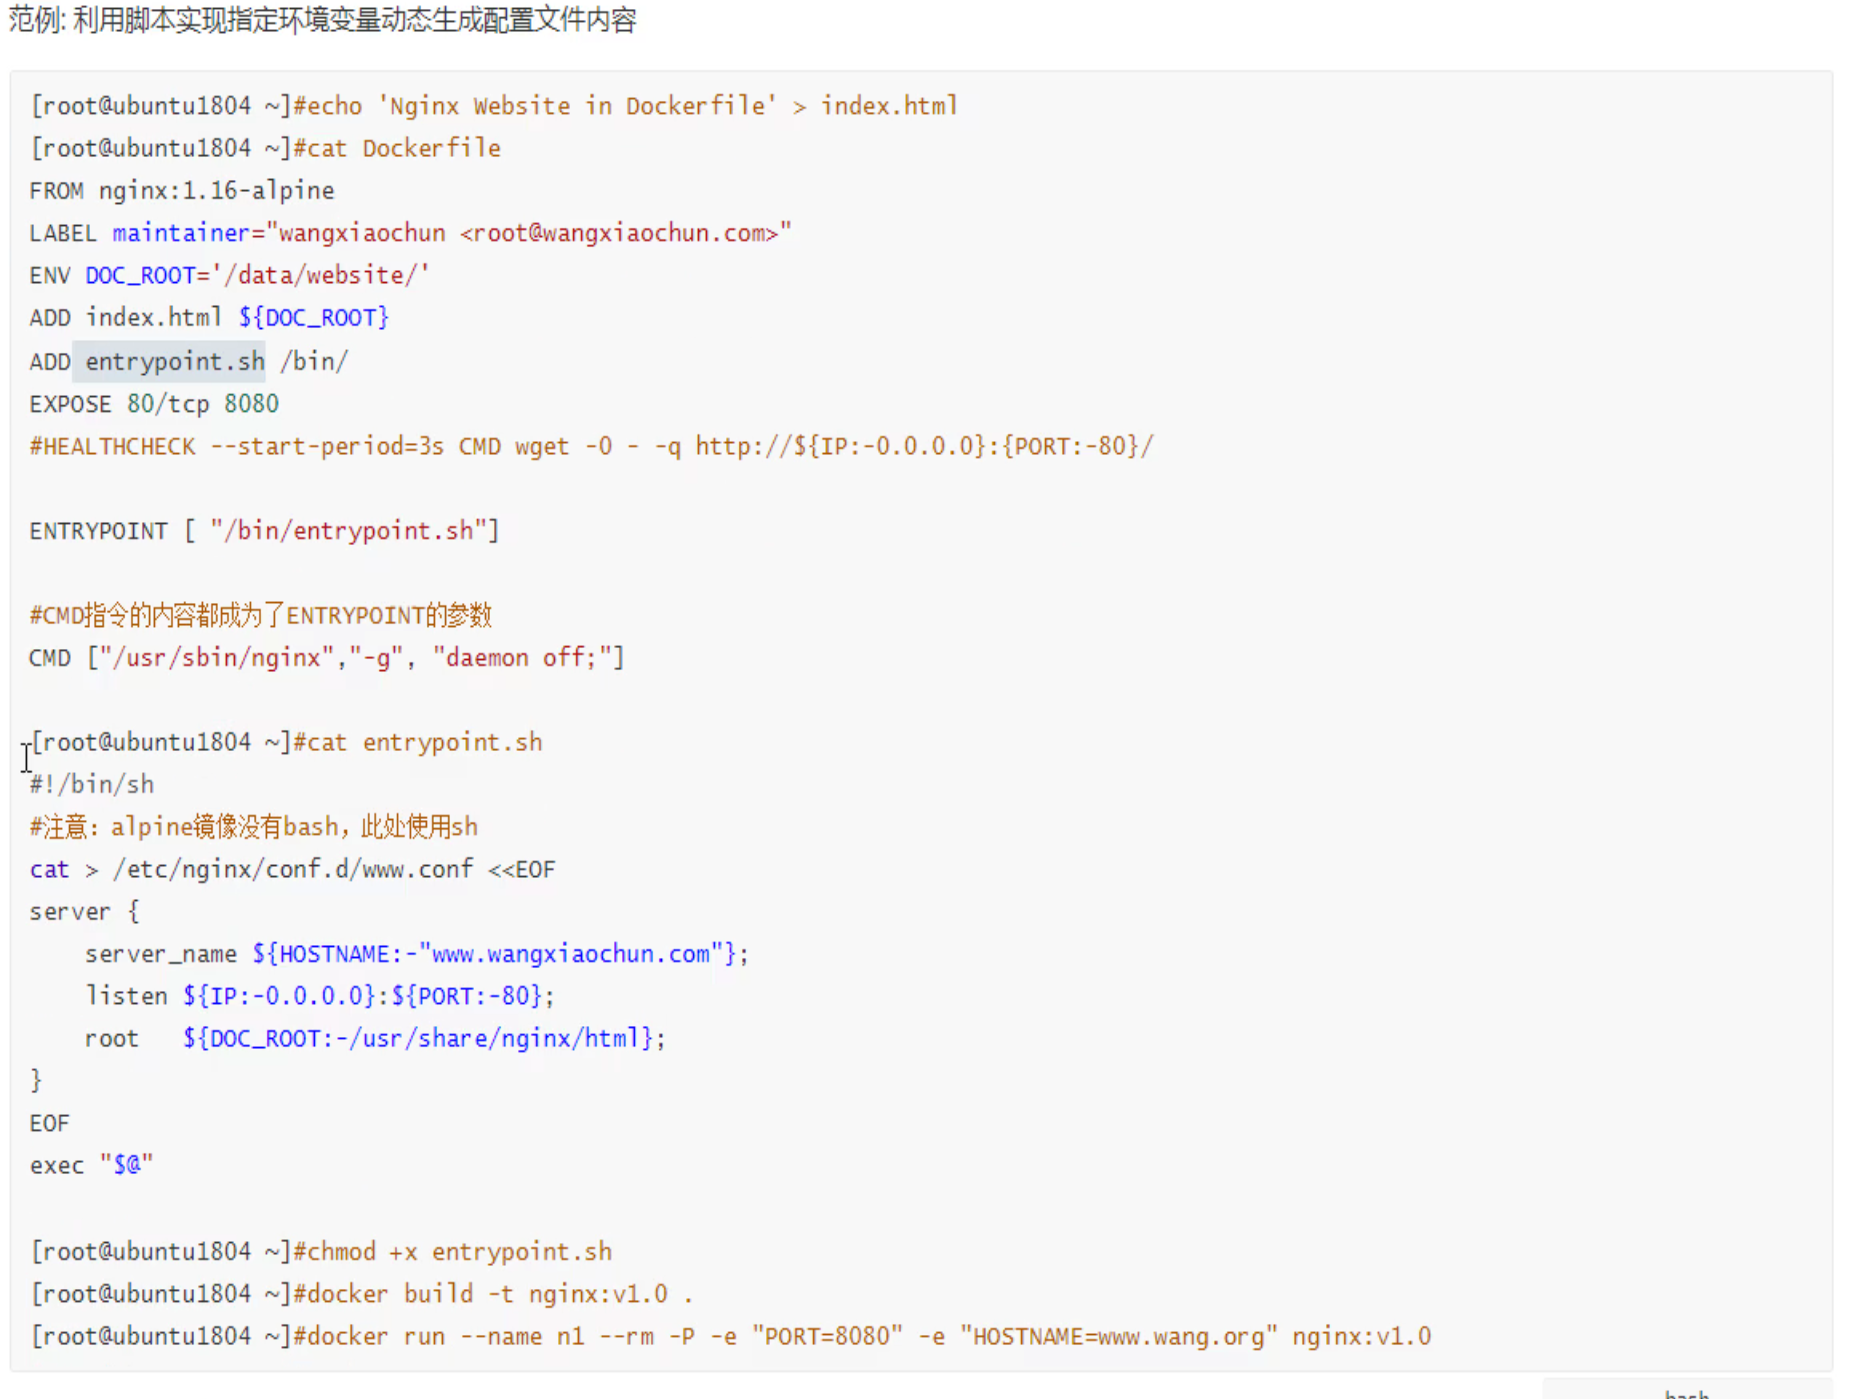 范例: 利用脚本实现指定环境变量动态生成配置文件内容
[root@ubuntu1804 ~]#echo 'Nginx Website in Dockerfile' > index.html
[root@ubuntu1804 ~]#cat Dockerfile
FROM nginx:1.16-alpine
LABEL maintainer="wangxiaochun <root@wangxiaochun.com>"
ENV DOC_ROOT='/data/website/'
ADD index.html ${DOC_ROOT}
ADD entrypoint.sh /bin/
EXPOSE 80/tcp 8080
#HEALTHCHECK --start-period=3s CMD wget -O - -q http://${IP:-0.0.0.0}:{PORT:-80}/
ENTRYPOINT [ "/bin/entrypoint.sh"]
#CMD指令的内容都成为了ENTRYPOINT的参数
CMD ["/usr/sbin/nginx","-g", "daemon off;"]
[root@ubuntu1804 ~]#cat entrypoint.sh
#!/bin/sh
#注意：alpine镜像没有bash，此处使用sh
cat > /etc/nginx/conf.d/www.conf <<EOF
server {
    server_name ${HOSTNAME:-"www.wangxiaochun.com"};
    listen ${IP:-0.0.0.0}:${PORT:-80};
    root   ${DOC_ROOT:-/usr/share/nginx/html};
}
EOF
exec "$@"
[root@ubuntu1804 ~]#chmod +x entrypoint.sh
[root@ubuntu1804 ~]#docker build -t nginx:v1.0 .
[root@ubuntu1804 ~]#docker run --name n1 --rm -P -e "PORT=8080" -e "HOSTNAME=www.wang.org" nginx:v1.0
bash